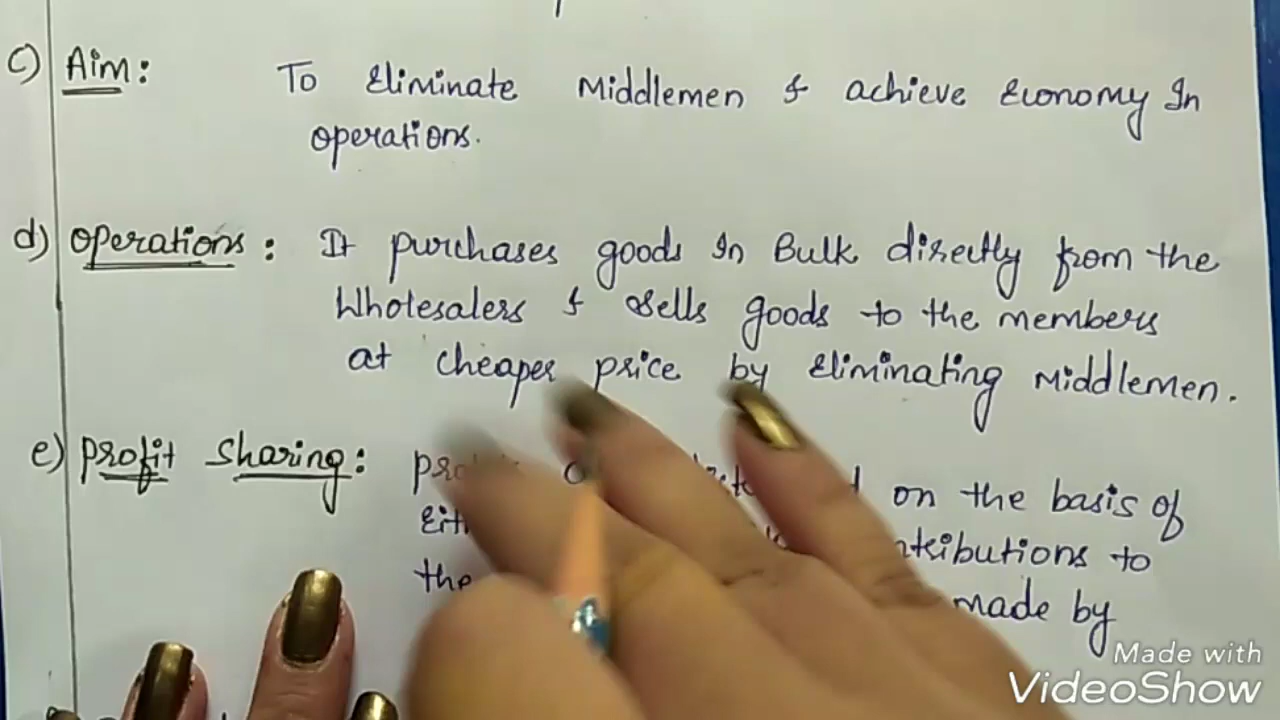 c) Aim: To Eliminate Middlemen & achieve Economy In
operations.
d) Operations: It purchases goods In Bulk directly from the
Wholesalers & sells goods to the members
at cheaper price by Eliminating Middlemen.
e) Profit Sharing: on the basis of
to
the made by
Made with
VideoShow